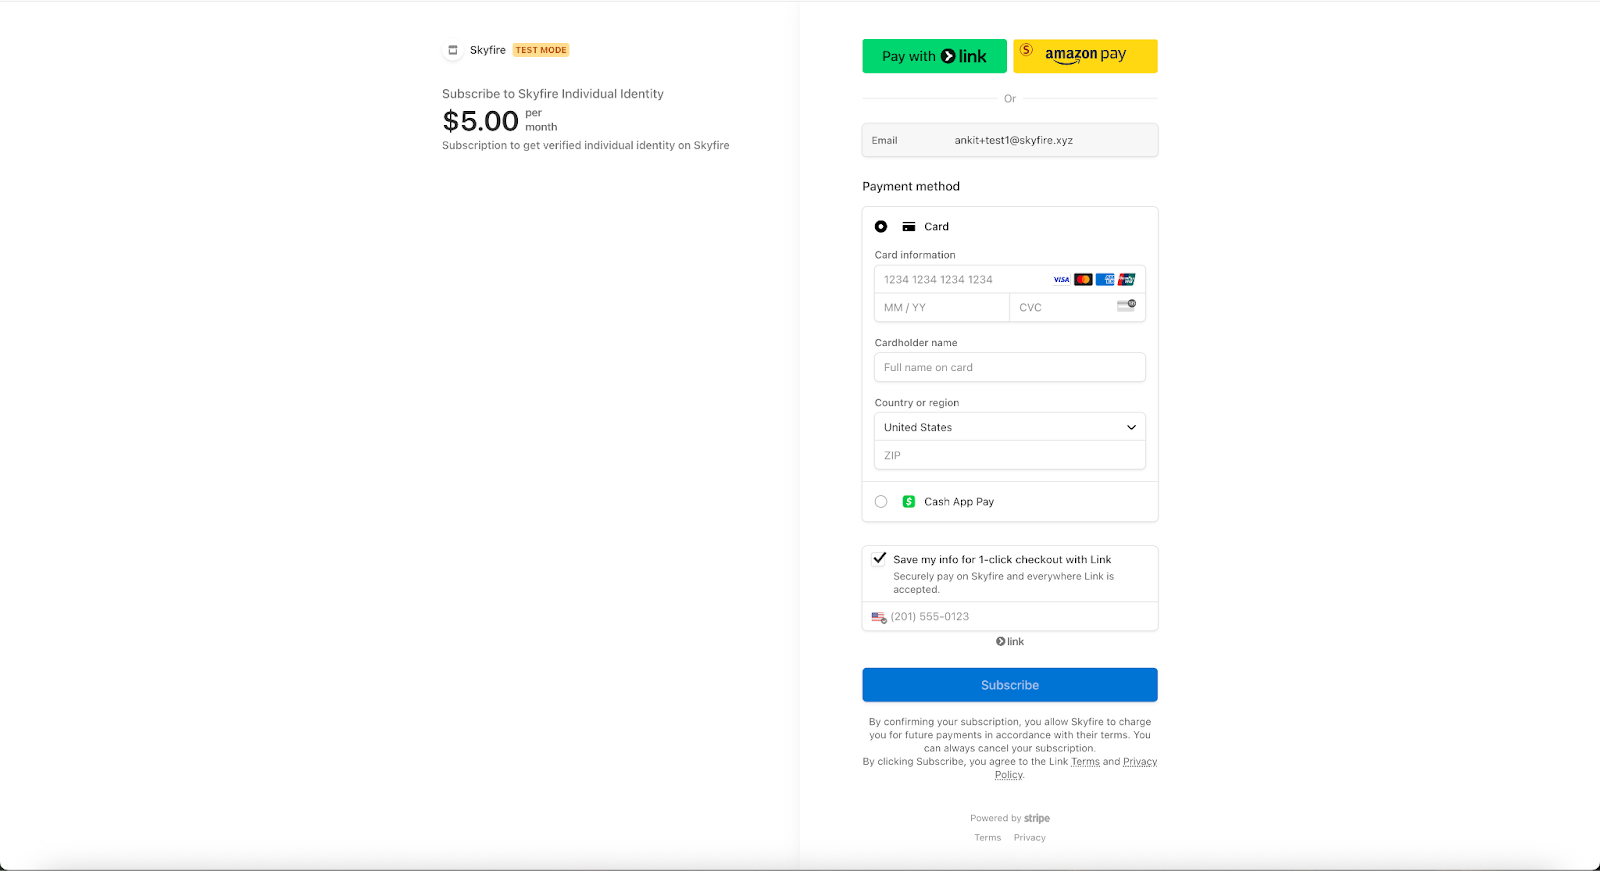 Skyfire TEST MODE
Subscribe to Skyfire Individual Identity
$5.00 per month
Subscription to get verified individual identity on Skyfire
Pay with link
amazon pay
Or
Email ankit+test1@skyfire.xyz
Payment method
Card
Card information
1234 1234 1234 1234 VISA
MM / YY CVC
Cardholder name
Full name on card
Country or region
United States
ZIP
Cash App Pay
Save my info for 1-click checkout with Link
Securely pay on Skyfire and everywhere Link is
accepted.
(201) 555-0123
link
Subscribe
By confirming your subscription, you allow Skyfire to charge
you for future payments in accordance with their terms. You
can always cancel your subscription.
By clicking Subscribe, you agree to the Link Terms and Privacy
Policy.
Powered by stripe
Terms Privacy